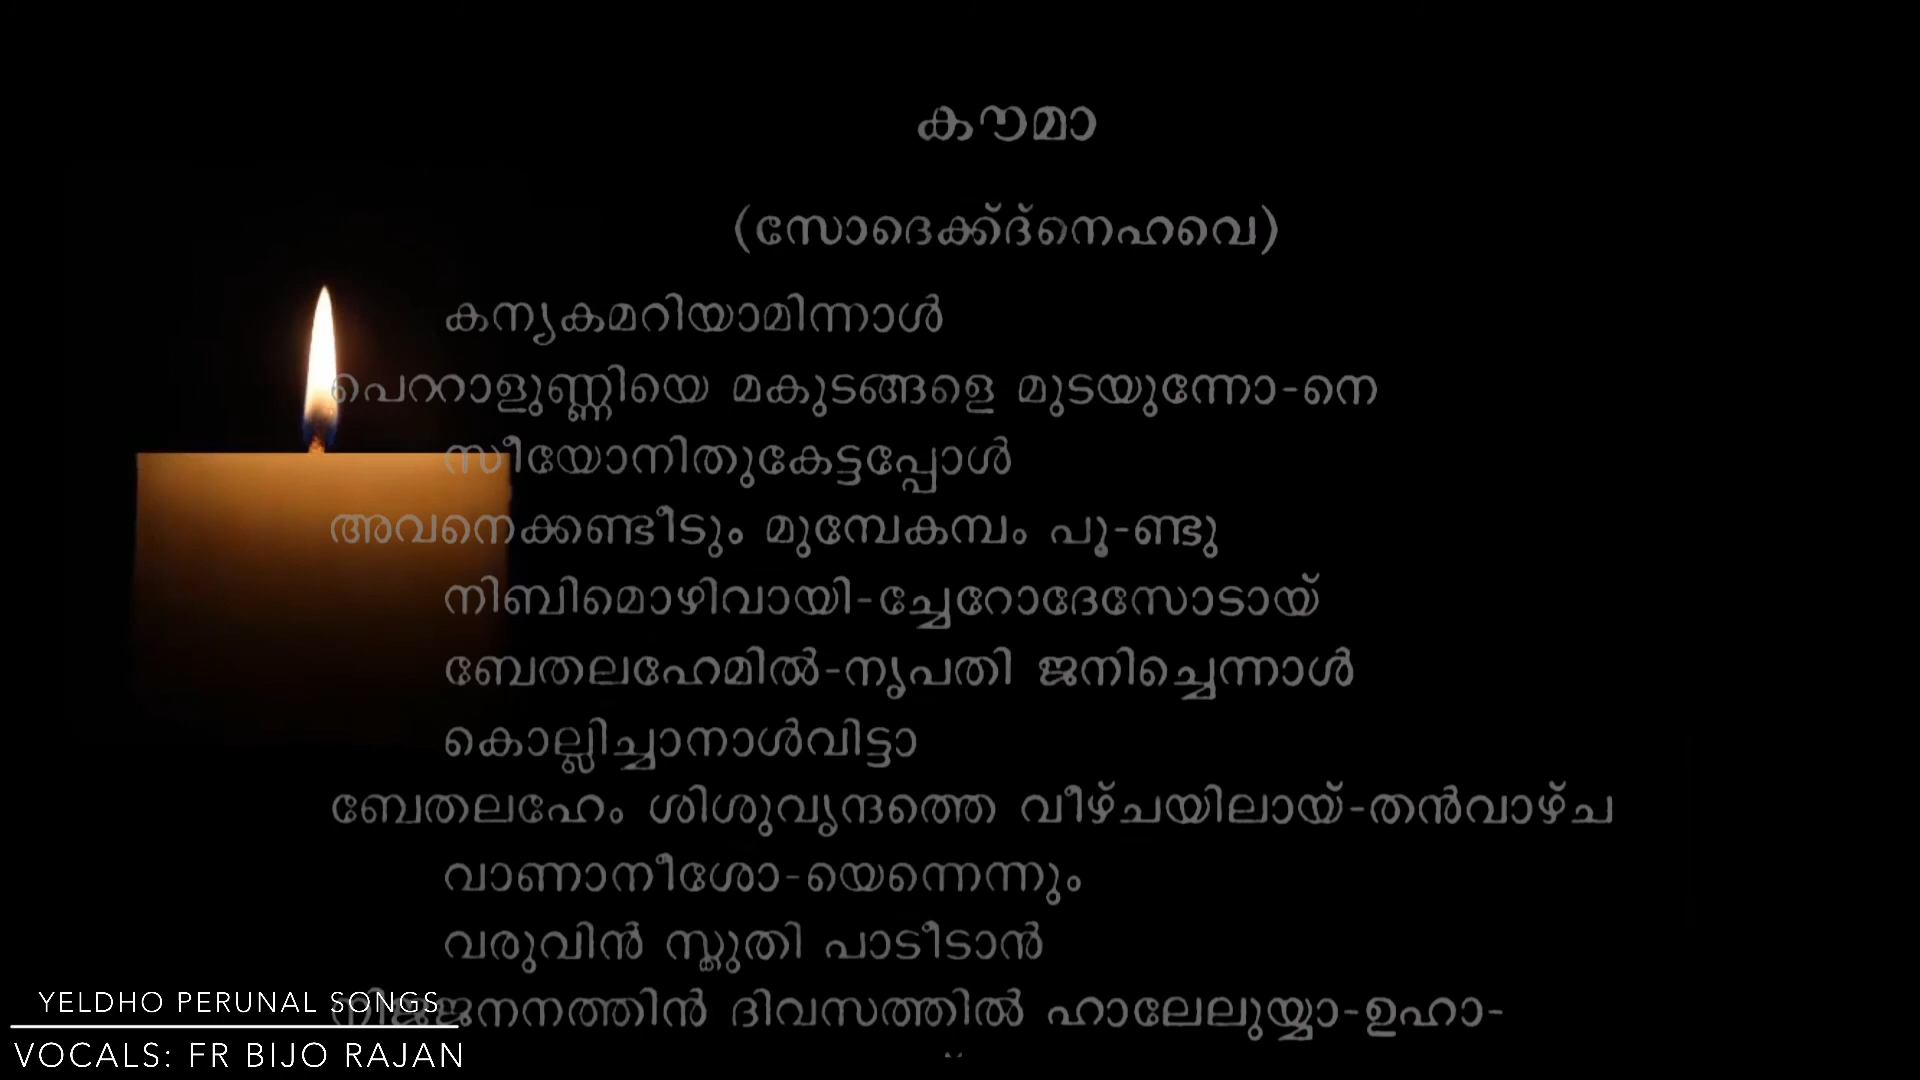 കൗമാ
(സോദെക്ക്ദ്നെഹവെ)
കന്യകമറിയാമിന്നാൾ
പെററാളുണ്ണിയെ മകുടങ്ങളെ മുടയുന്നോ-നെ
സീയോനിതുകേട്ടപ്പോൾ
അവനെക്കണ്ടീടും മുമ്പേകമ്പം പൂ-ണ്ടു
നിബിമൊഴിവായി-ച്ചേറോദേസോടായ്
ബേതലഹേമിൽ-നൃപതി ജനിച്ചെന്നാൾ
കൊല്ലിച്ചാനാൾവിട്ടാ
ബേതലഹേം ശിശുവൃന്ദത്തെ വീഴ്ചയിലായ്-തൻവാഴ്ച
വാണാനീശോ-യെന്നെന്നും
വരുവിൻ സ്തുതി പാടീടാൻ
നിജജനനത്തിൻ ദിവസത്തിൽ ഹാലേലുയ്യാ-ഉഹാ-
YELDHO PERUNAL SONGS
VOCALS: FR BIJO RAJAN